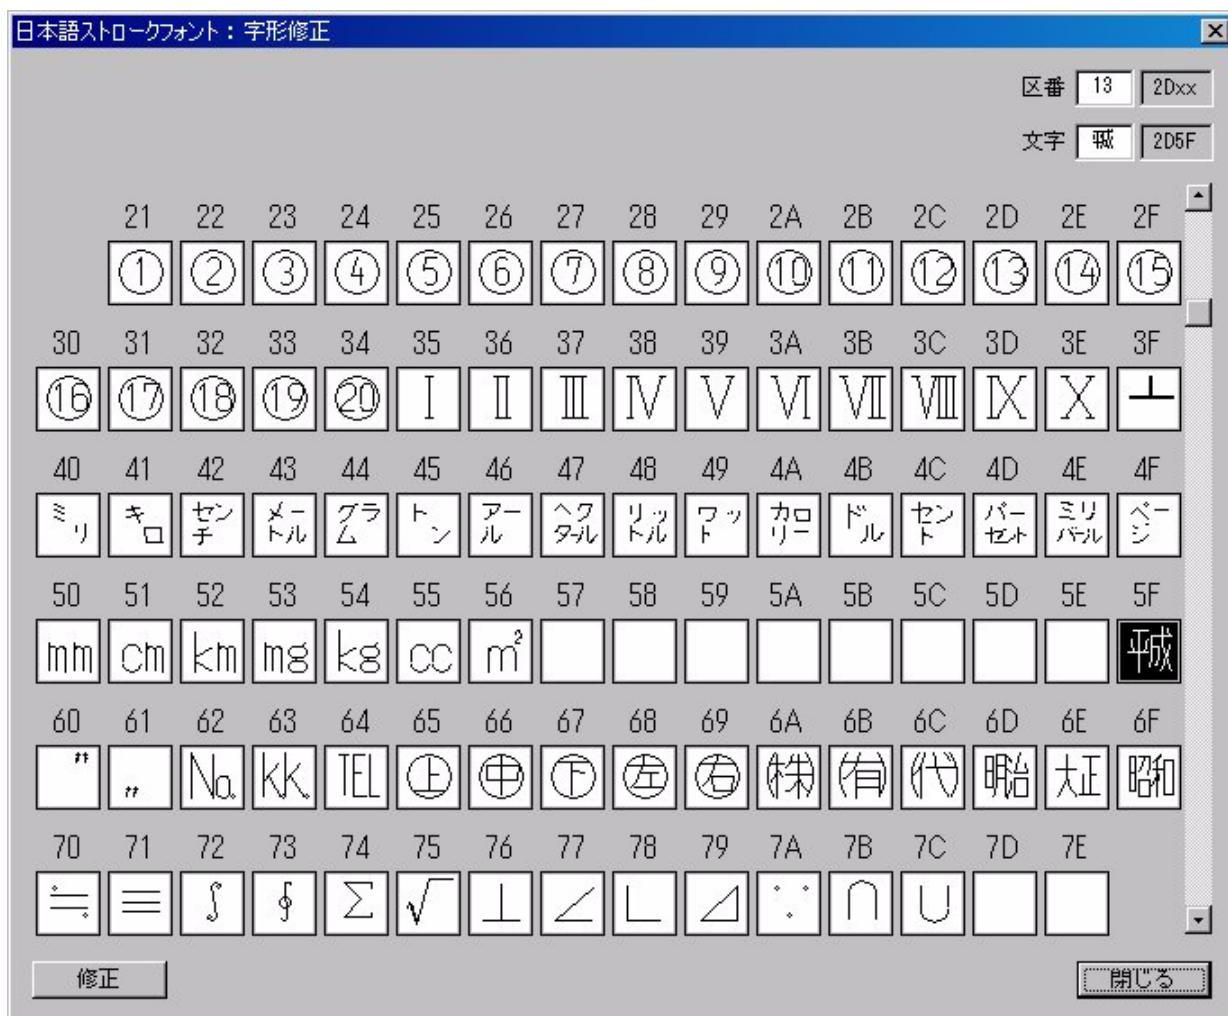 日本語ストロークフォント：字形修正
区番 13 2Dxx
文字 ㍻ 2D5F
21 22 23 24 25 26 27 28 29 2A 2B 2C 2D 2E 2F
① ② ③ ④ ⑤ ⑥ ⑦ ⑧ ⑨ ⑩ ⑪ ⑫ ⑬ ⑭ ⑮
30 31 32 33 34 35 36 37 38 39 3A 3B 3C 3D 3E 3F
⑯ ⑰ ⑱ ⑲ ⑳ Ⅰ Ⅱ Ⅲ Ⅳ Ⅴ Ⅵ Ⅶ Ⅷ Ⅸ Ⅹ ┴
40 41 42 43 44 45 46 47 48 49 4A 4B 4C 4D 4E 4F
㍉ ㌔ ㌢ ㍍ ㌘ ㌧ ㌃ ㌶ ㍑ ㍗ ㌍ ㌦ ㌣ ㌫ ㍊ ㌻
50 51 52 53 54 55 56 57 58 59 5A 5B 5C 5D 5E 5F
㎜ ㎝ ㎞ ㎎ ㎏ ㏄ ㎡ ㍻
60 61 62 63 64 65 66 67 68 69 6A 6B 6C 6D 6E 6F
〝 〟 № ㏍ ℡ ㊤ ㊥ ㊦ ㊧ ㊨ ㈱ ㈲ ㈹ ㍾ ㍽ ㍼
70 71 72 73 74 75 76 77 78 79 7A 7B 7C 7D 7E
≒ ≡ ∫ ∮ ∑ √ ⊥ ∠ ∟ ⊿ ∵ ∩ ∪
修正 閉じる